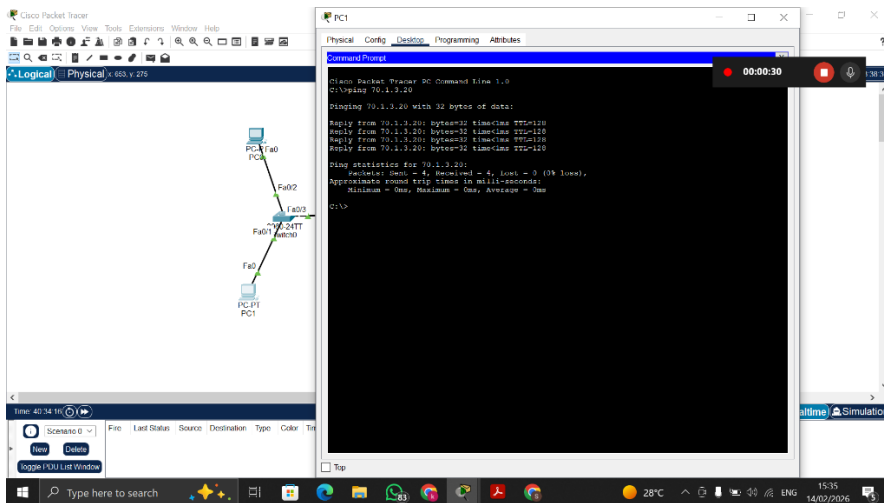 Cisco Packet Tracer
File Edit Options View Tools Extensions Window Help
Logical Physical x: 653, y: 275
PC-PT Fa0
PC0
Fa0/2
Fa0/3
24TT
Fa0/1
Fa0
PC-PT
PC1
Time: 40:34:16
Scenario 0
Fire Last Status Source Destination Type Color
New Delete
Toggle PDU List Window
PC1
Physical Config Desktop Programming Attributes
Command Prompt
Cisco Packet Tracer PC Command Line 1.0
C:\>ping 70.1.3.20
Pinging 70.1.3.20 with 32 bytes of data:
Reply from 70.1.3.20: bytes=32 time<1ms TTL=128
Reply from 70.1.3.20: bytes=32 time<1ms TTL=128
Reply from 70.1.3.20: bytes=32 time<1ms TTL=128
Reply from 70.1.3.20: bytes=32 time<1ms TTL=128
Ping statistics for 70.1.3.20:
Packets: Sent = 4, Received = 4, Lost = 0 (0% loss),
Approximate round trip times in milli-seconds:
Minimum = 0ms, Maximum = 0ms, Average = 0ms
C:\>
Top
00:00:30
Type here to search
83
28°C
ENG
15:35
14/02/2026
5